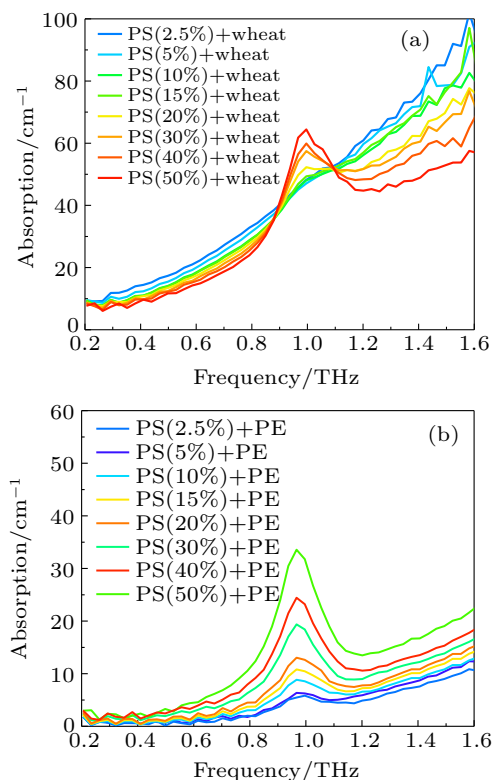 100
80
60
40
20
0
Absorption/cm−1
PS(2.5%)+wheat
PS(5%)+wheat
PS(10%)+wheat
PS(15%)+wheat
PS(20%)+wheat
PS(30%)+wheat
PS(40%)+wheat
PS(50%)+wheat
(a)
0.2 0.4 0.6 0.8 1.0 1.2 1.4 1.6
Frequency/THz
60
50
40
30
20
10
0
Absorption/cm−1
PS(2.5%)+PE
PS(5%)+PE
PS(10%)+PE
PS(15%)+PE
PS(20%)+PE
PS(30%)+PE
PS(40%)+PE
PS(50%)+PE
(b)
0.2 0.4 0.6 0.8 1.0 1.2 1.4 1.6
Frequency/THz